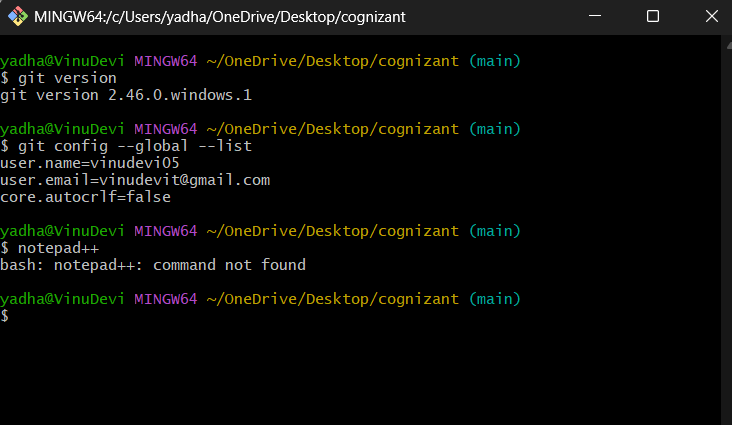 MINGW64:/c/Users/yadha/OneDrive/Desktop/cognizant
yadha@VinuDevi MINGW64 ~/OneDrive/Desktop/cognizant (main)
$ git version
git version 2.46.0.windows.1
yadha@VinuDevi MINGW64 ~/OneDrive/Desktop/cognizant (main)
$ git config --global --list
user.name=vinudevi05
user.email=vinudevit@gmail.com
core.autocrlf=false
yadha@VinuDevi MINGW64 ~/OneDrive/Desktop/cognizant (main)
$ notepad++
bash: notepad++: command not found
yadha@VinuDevi MINGW64 ~/OneDrive/Desktop/cognizant (main)
$